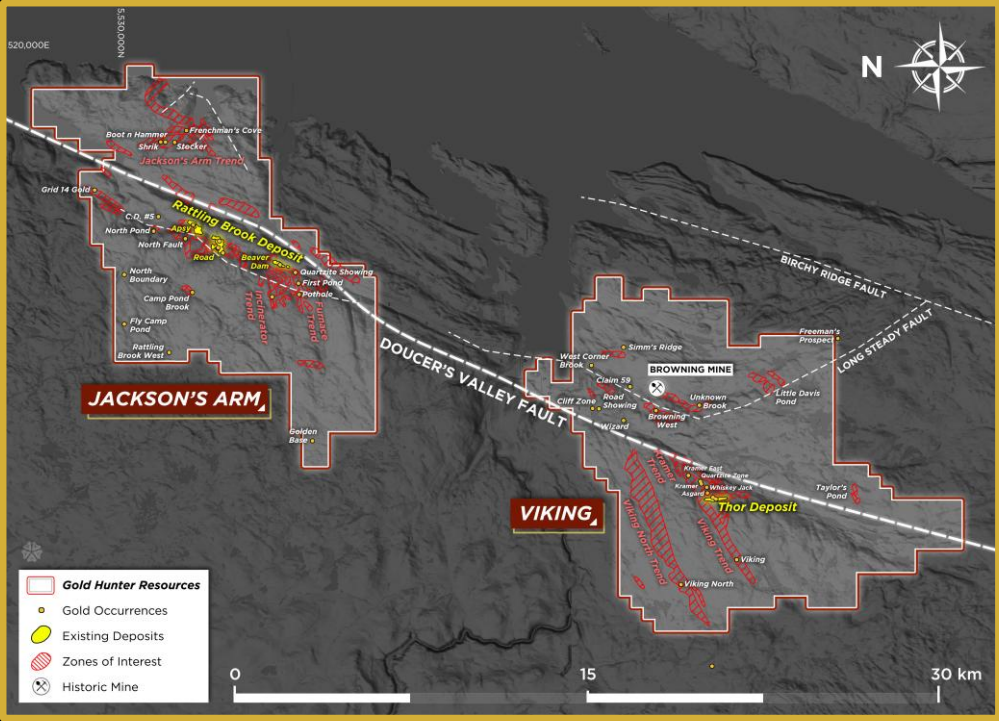 520,000E
5,530,000N
N
Boot n Hammer
Frenchman's Cove
Shrik
Stocker
Jackson's Arm Trend
Grid 14 Gold
C.D. #5
North Pond
North Fault
Apsy
Road
Rattling Brook Deposit
Beaver
Dam
Quartzite Showing
First Pond
Pothole
North
Boundary
Camp Pond
Brook
Incinerator
Trend
Furnace
Trend
Fly Camp
Pond
Rattling
Brook West
JACKSON'S ARM
Golden
Base
DOUCER'S VALLEY FAULT
BIRCHY RIDGE FAULT
LONG STEADY FAULT
Freeman's
Prospect
Simm's Ridge
West Corner
Brook
BROWNING MINE
Claim 59
Cliff Zone
Road
Showing
Unknown
Brook
Browning
West
Wizard
Little Davis
Pond
Kramer
Trend
Kramer East
Quartzite Zone
Kramer
Whiskey Jack
Asgard
Thor Deposit
Taylor's
Pond
VIKING
Viking North Trend
Viking Trend
Viking
Viking North
Gold Hunter Resources
Gold Occurrences
Existing Deposits
Zones of Interest
Historic Mine
0
15
30 km